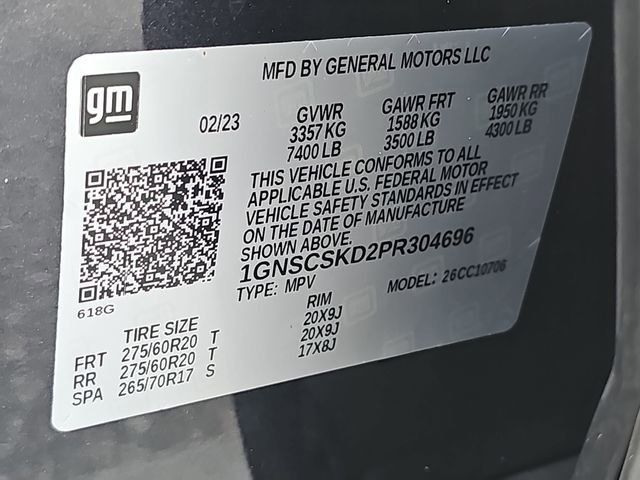 gm
MFD BY GENERAL MOTORS LLC
02/23
GVWR GAWR FRT GAWR RR
3357 KG 1588 KG 1950 KG
7400 LB 3500 LB 4300 LB
THIS VEHICLE CONFORMS TO ALL
APPLICABLE U.S. FEDERAL MOTOR
VEHICLE SAFETY STANDARDS IN EFFECT
ON THE DATE OF MANUFACTURE
SHOWN ABOVE.
1GNSCSKD2PR304696
TYPE: MPV MODEL: 26CC10706
618G
TIRE SIZE RIM
FRT 275/60R20 T 20X9J
RR 275/60R20 T 20X9J
SPA 265/70R17 S 17X8J